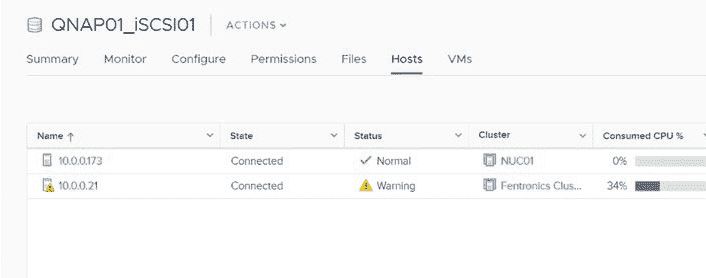 QNAP01_iSCSI01 ACTIONS
Summary Monitor Configure Permissions Files Hosts VMs
Name State Status Cluster Consumed CPU %
10.0.0.173 Connected Normal NUC01 0%
10.0.0.21 Connected Warning Fentronics Clus... 34%